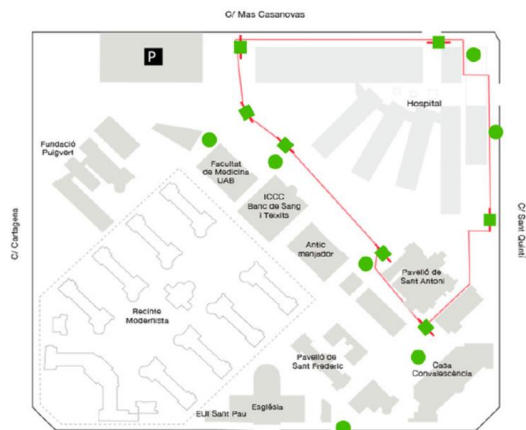 C/ Mas Casanovas
P
Hospital
Fundació
Puigvert
Facultat
de Medicina
UAB
ICCC
Banc de Sang
i Teixits
C/ Cartagena
C/ Sant Quintí
Antic
menjador
Pavelló de
Sant Antoni
Recinte
Modernista
Pavelló de
Sant Frederic
Casa
Convalescència
Església
EUI Sant Pau